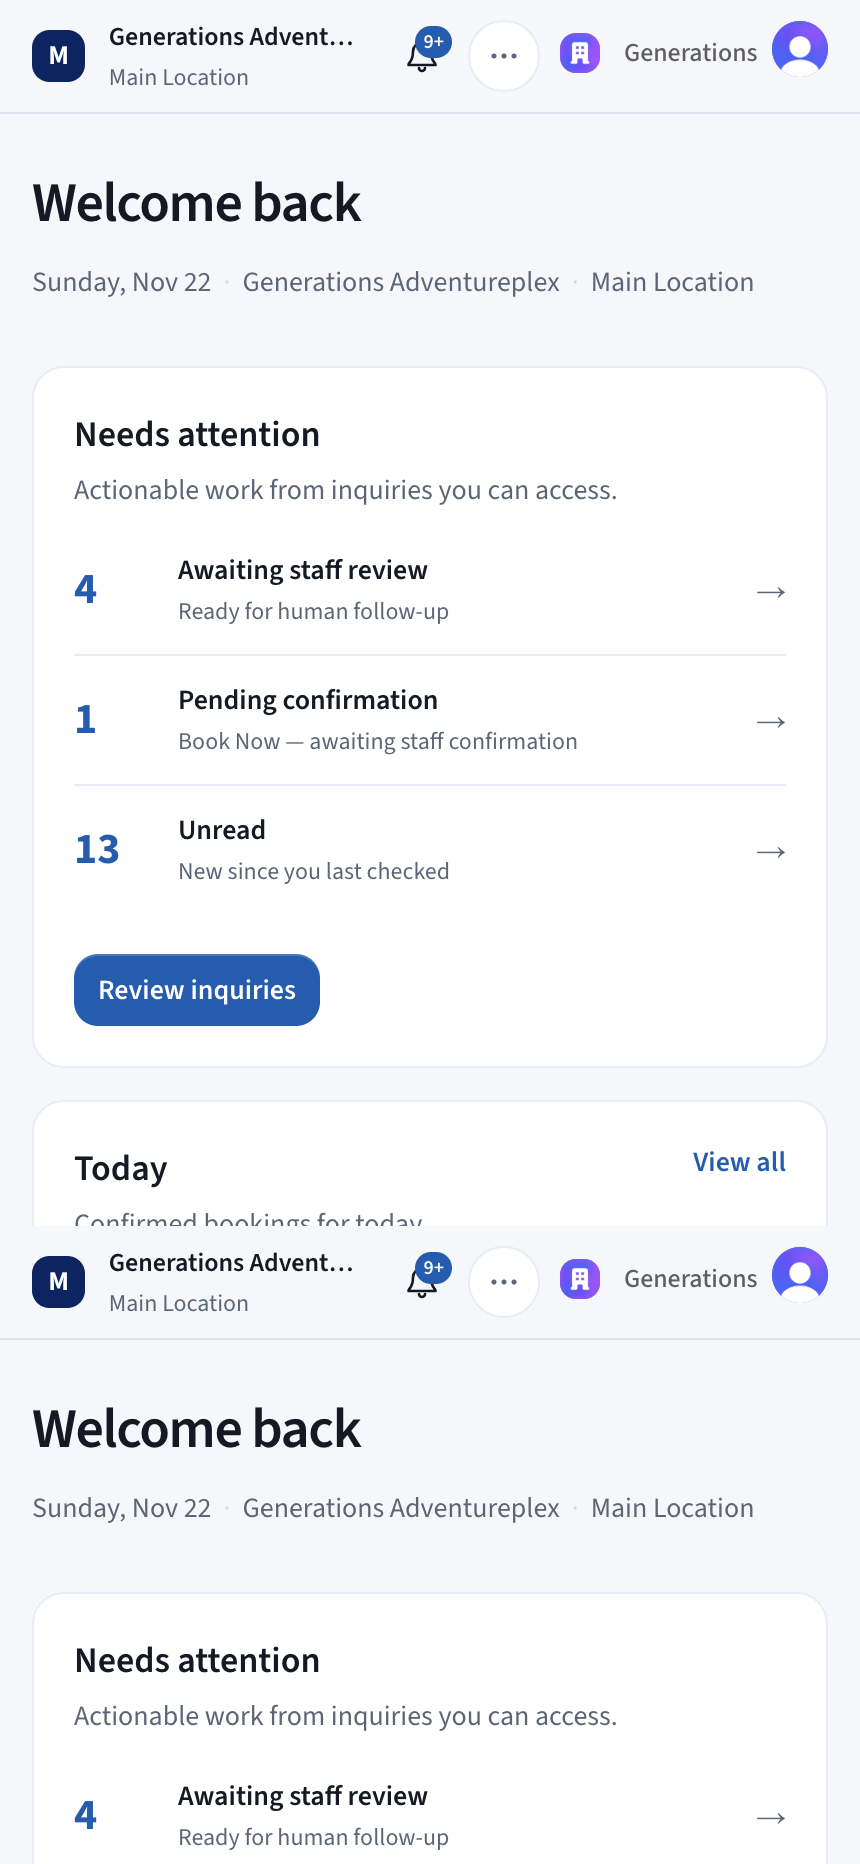 M
Generations Advent...
Main Location
9+
Generations
Welcome back
Sunday, Nov 22 · Generations Adventureplex · Main Location
Needs attention
Actionable work from inquiries you can access.
4
Awaiting staff review
Ready for human follow-up
→
1
Pending confirmation
Book Now — awaiting staff confirmation
→
13
Unread
New since you last checked
→
Review inquiries
Today
View all
Confirmed bookings for today
M
Generations Advent...
Main Location
9+
Generations
Welcome back
Sunday, Nov 22 · Generations Adventureplex · Main Location
Needs attention
Actionable work from inquiries you can access.
4
Awaiting staff review
Ready for human follow-up
→